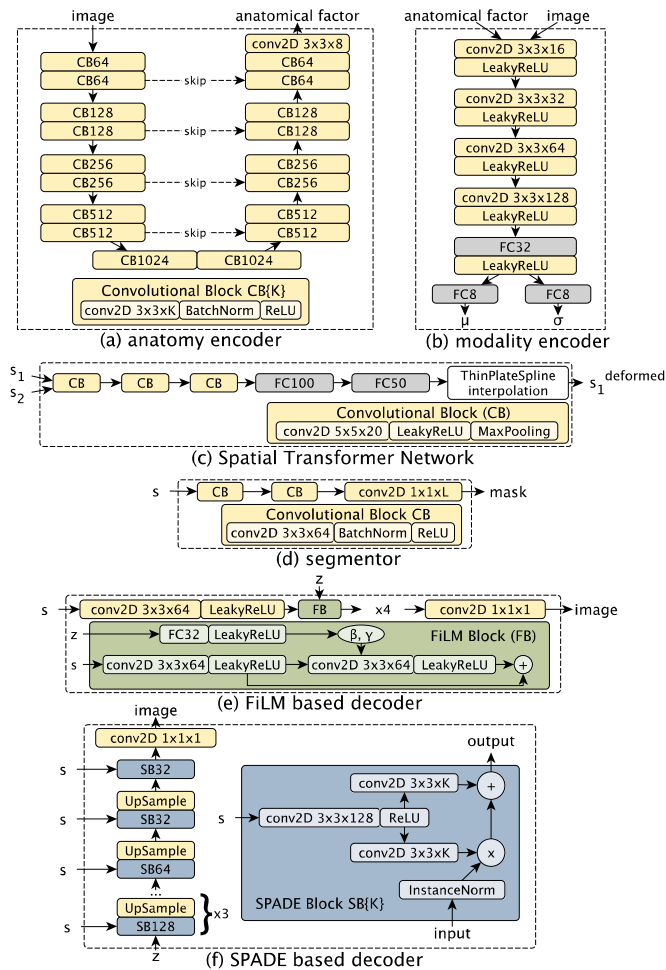 image
anatomical factor
conv2D 3x3x8
CB64
CB64
CB64
CB64
skip
CB128
CB128
CB128
CB128
skip
CB256
CB256
CB256
CB256
skip
CB512
CB512
CB512
CB512
skip
CB1024
CB1024
Convolutional Block CB{K}
conv2D 3x3xK BatchNorm ReLU
(a) anatomy encoder
anatomical factor image
conv2D 3x3x16
LeakyReLU
conv2D 3x3x32
LeakyReLU
conv2D 3x3x64
LeakyReLU
conv2D 3x3x128
LeakyReLU
FC32
LeakyReLU
FC8 FC8
μ σ
(b) modality encoder
s1
s2
CB CB CB FC100 FC50
ThinPlateSpline
interpolation
s1 deformed
Convolutional Block (CB)
conv2D 5x5x20 LeakyReLU MaxPooling
(c) Spatial Transformer Network
s CB CB conv2D 1x1xL mask
Convolutional Block CB
conv2D 3x3x64 BatchNorm ReLU
(d) segmentor
z
s conv2D 3x3x64 LeakyReLU FB x4 conv2D 1x1x1 image
z FC32 LeakyReLU β, γ FiLM Block (FB)
s conv2D 3x3x64 LeakyReLU conv2D 3x3x64 LeakyReLU +
(e) FiLM based decoder
image
conv2D 1x1x1
s SB32
UpSample
s SB32
UpSample
s SB64
...
UpSample
s SB128
x3
z
output
conv2D 3x3xK +
s conv2D 3x3x128 ReLU
conv2D 3x3xK x
InstanceNorm
SPADE Block SB{K}
input
(f) SPADE based decoder